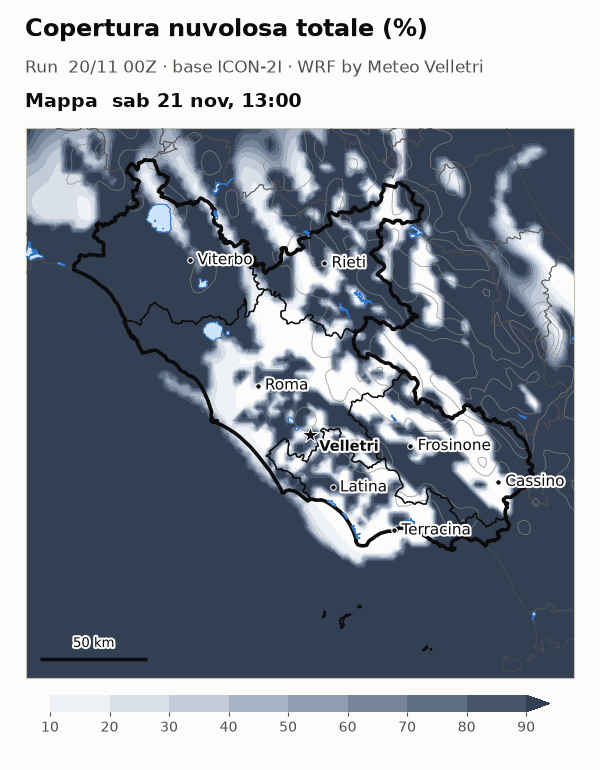 Copertura nuvolosa totale (%)
Run  20/11 00Z · base ICON-2I · WRF by Meteo Velletri
Mappa  sab 21 nov, 13:00
Viterbo
Rieti
Roma
Velletri
Frosinone
Latina
Cassino
Terracina
50 km
10 20 30 40 50 60 70 80 90